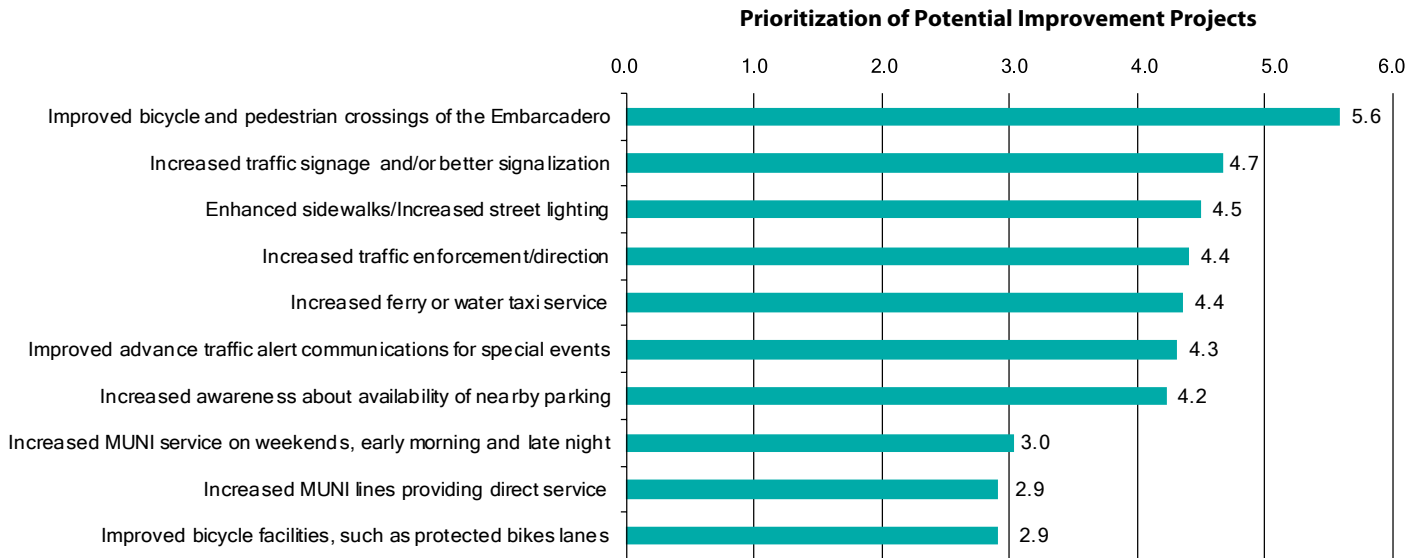 Prioritization of Potential Improvement Projects
0.0 1.0 2.0 3.0 4.0 5.0 6.0
Improved bicycle and pedestrian crossings of the Embarcadero 5.6
Increased traffic signage and/or better signalization 4.7
Enhanced sidewalks/Increased street lighting 4.5
Increased traffic enforcement/direction 4.4
Increased ferry or water taxi service 4.4
Improved advance traffic alert communications for special events 4.3
Increased awareness about availability of nearby parking 4.2
Increased MUNI service on weekends, early morning and late night 3.0
Increased MUNI lines providing direct service 2.9
Improved bicycle facilities, such as protected bikes lanes 2.9